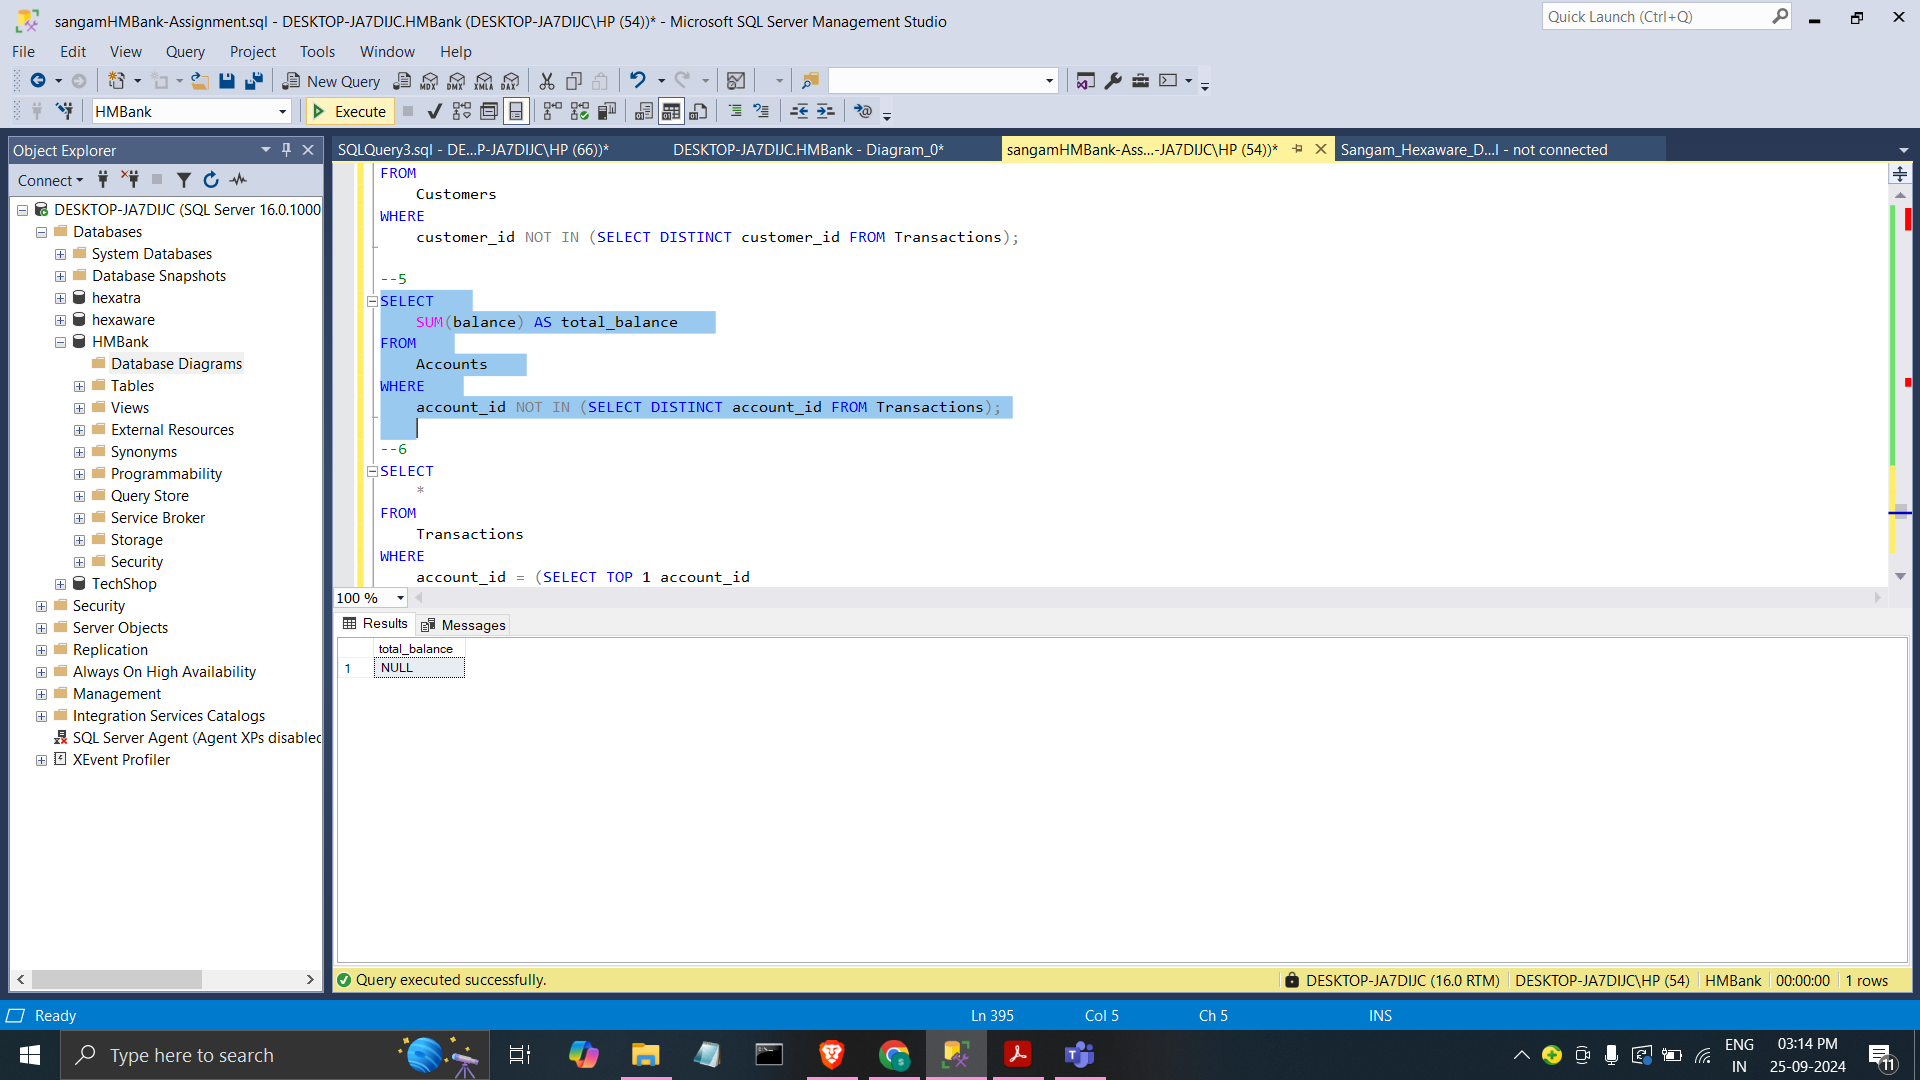 sangamHMBank-Assignment.sql - DESKTOP-JA7DIJC.HMBank (DESKTOP-JA7DIJC\HP (54))* - Microsoft SQL Server Management Studio
Quick Launch (Ctrl+Q)
File Edit View Query Project Tools Window Help
New Query
MDX DMX XMLA DAX
HMBank
Execute
Object Explorer
SQLQuery3.sql - DE...P-JA7DIJC\HP (66))*
DESKTOP-JA7DIJC.HMBank - Diagram_0*
sangamHMBank-Ass...-JA7DIJC\HP (54))*
Sangam_Hexaware_D...l - not connected
Connect
DESKTOP-JA7DIJC (SQL Server 16.0.1000
Databases
System Databases
Database Snapshots
hexatra
hexaware
HMBank
Database Diagrams
Tables
Views
External Resources
Synonyms
Programmability
Query Store
Service Broker
Storage
Security
TechShop
Security
Server Objects
Replication
Always On High Availability
Management
Integration Services Catalogs
SQL Server Agent (Agent XPs disabled
XEvent Profiler
FROM
Customers
WHERE
customer_id NOT IN (SELECT DISTINCT customer_id FROM Transactions);
--5
SELECT
SUM(balance) AS total_balance
FROM
Accounts
WHERE
account_id NOT IN (SELECT DISTINCT account_id FROM Transactions);
--6
SELECT
*
FROM
Transactions
WHERE
account_id = (SELECT TOP 1 account_id
100 %
Results Messages
total_balance
1 NULL
Query executed successfully.
DESKTOP-JA7DIJC (16.0 RTM) DESKTOP-JA7DIJC\HP (54) HMBank 00:00:00 1 rows
Ready
Ln 395 Col 5 Ch 5 INS
Type here to search
ENG
IN
03:14 PM
25-09-2024
11